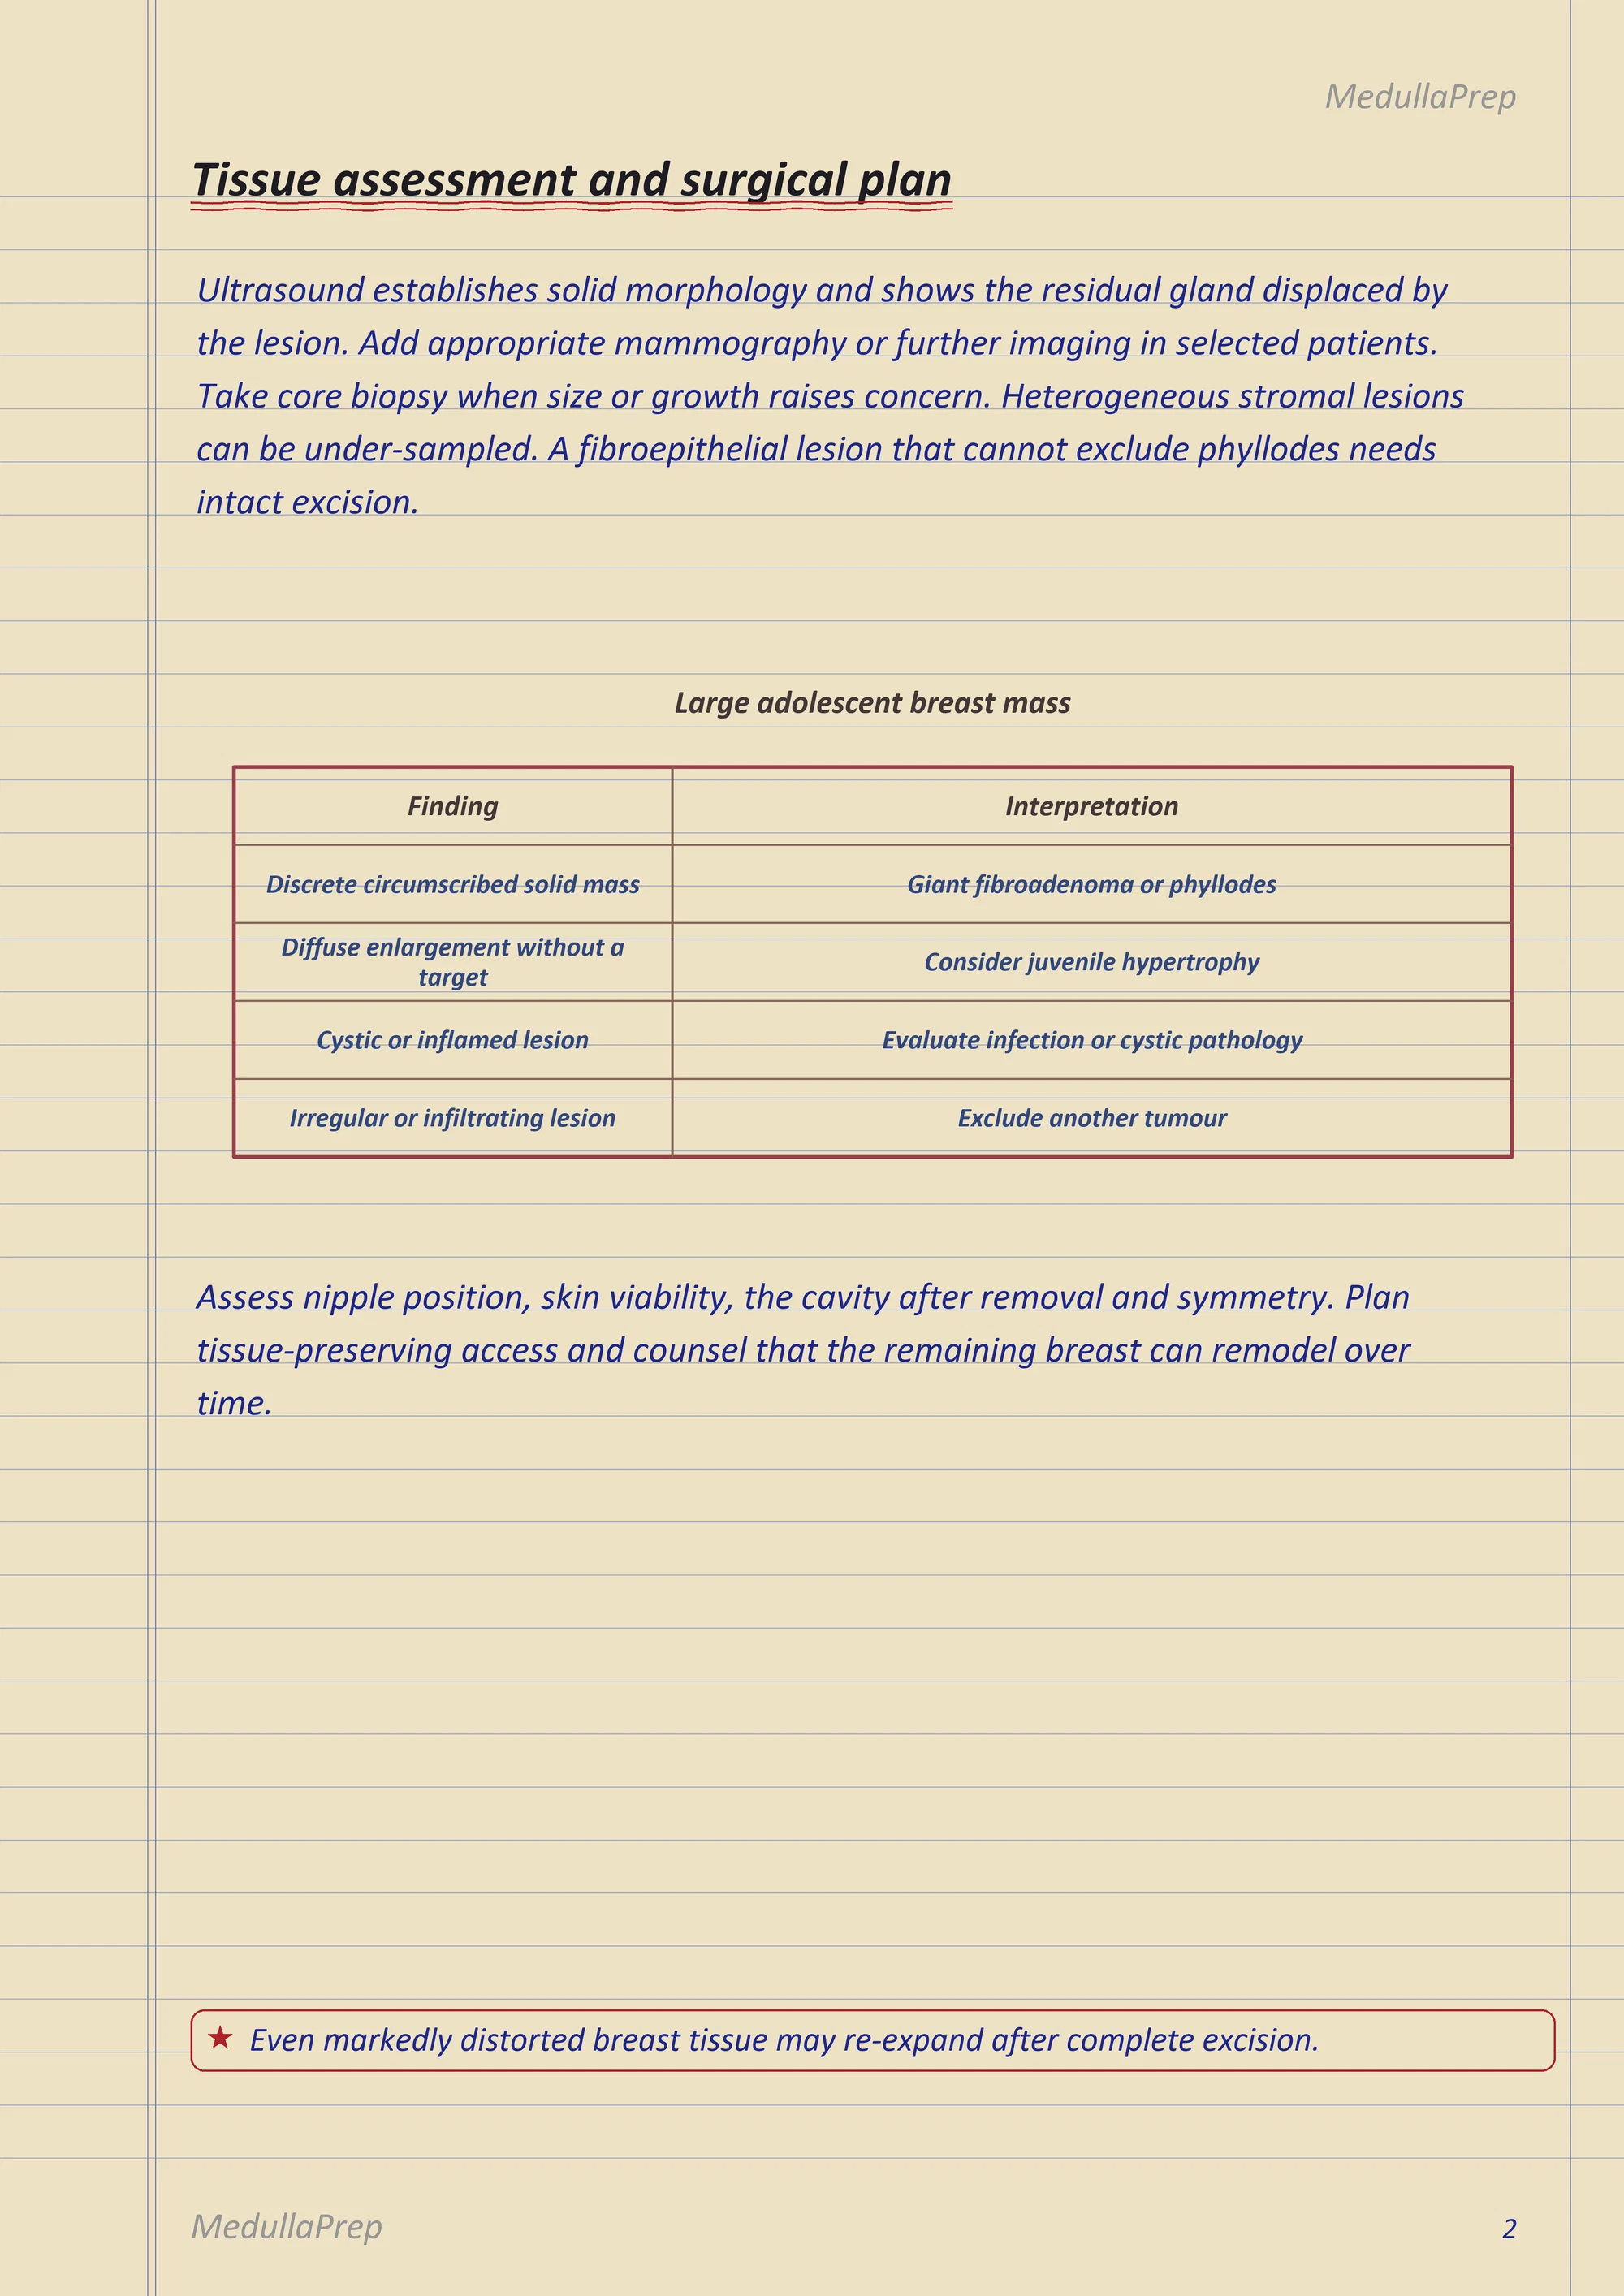 MedullaPrep
Tissue assessment and surgical plan
Ultrasound establishes solid morphology and shows the residual gland displaced by
the lesion. Add appropriate mammography or further imaging in selected patients.
Take core biopsy when size or growth raises concern. Heterogeneous stromal lesions
can be under-sampled. A fibroepithelial lesion that cannot exclude phyllodes needs
intact excision.
Large adolescent breast mass
Finding
Interpretation
Discrete circumscribed solid mass
Giant fibroadenoma or phyllodes
Diffuse enlargement without a
target
Consider juvenile hypertrophy
Cystic or inflamed lesion
Evaluate infection or cystic pathology
Irregular or infiltrating lesion
Exclude another tumour
Assess nipple position, skin viability, the cavity after removal and symmetry. Plan
tissue-preserving access and counsel that the remaining breast can remodel over
time.
★ Even markedly distorted breast tissue may re-expand after complete excision.
MedullaPrep
2